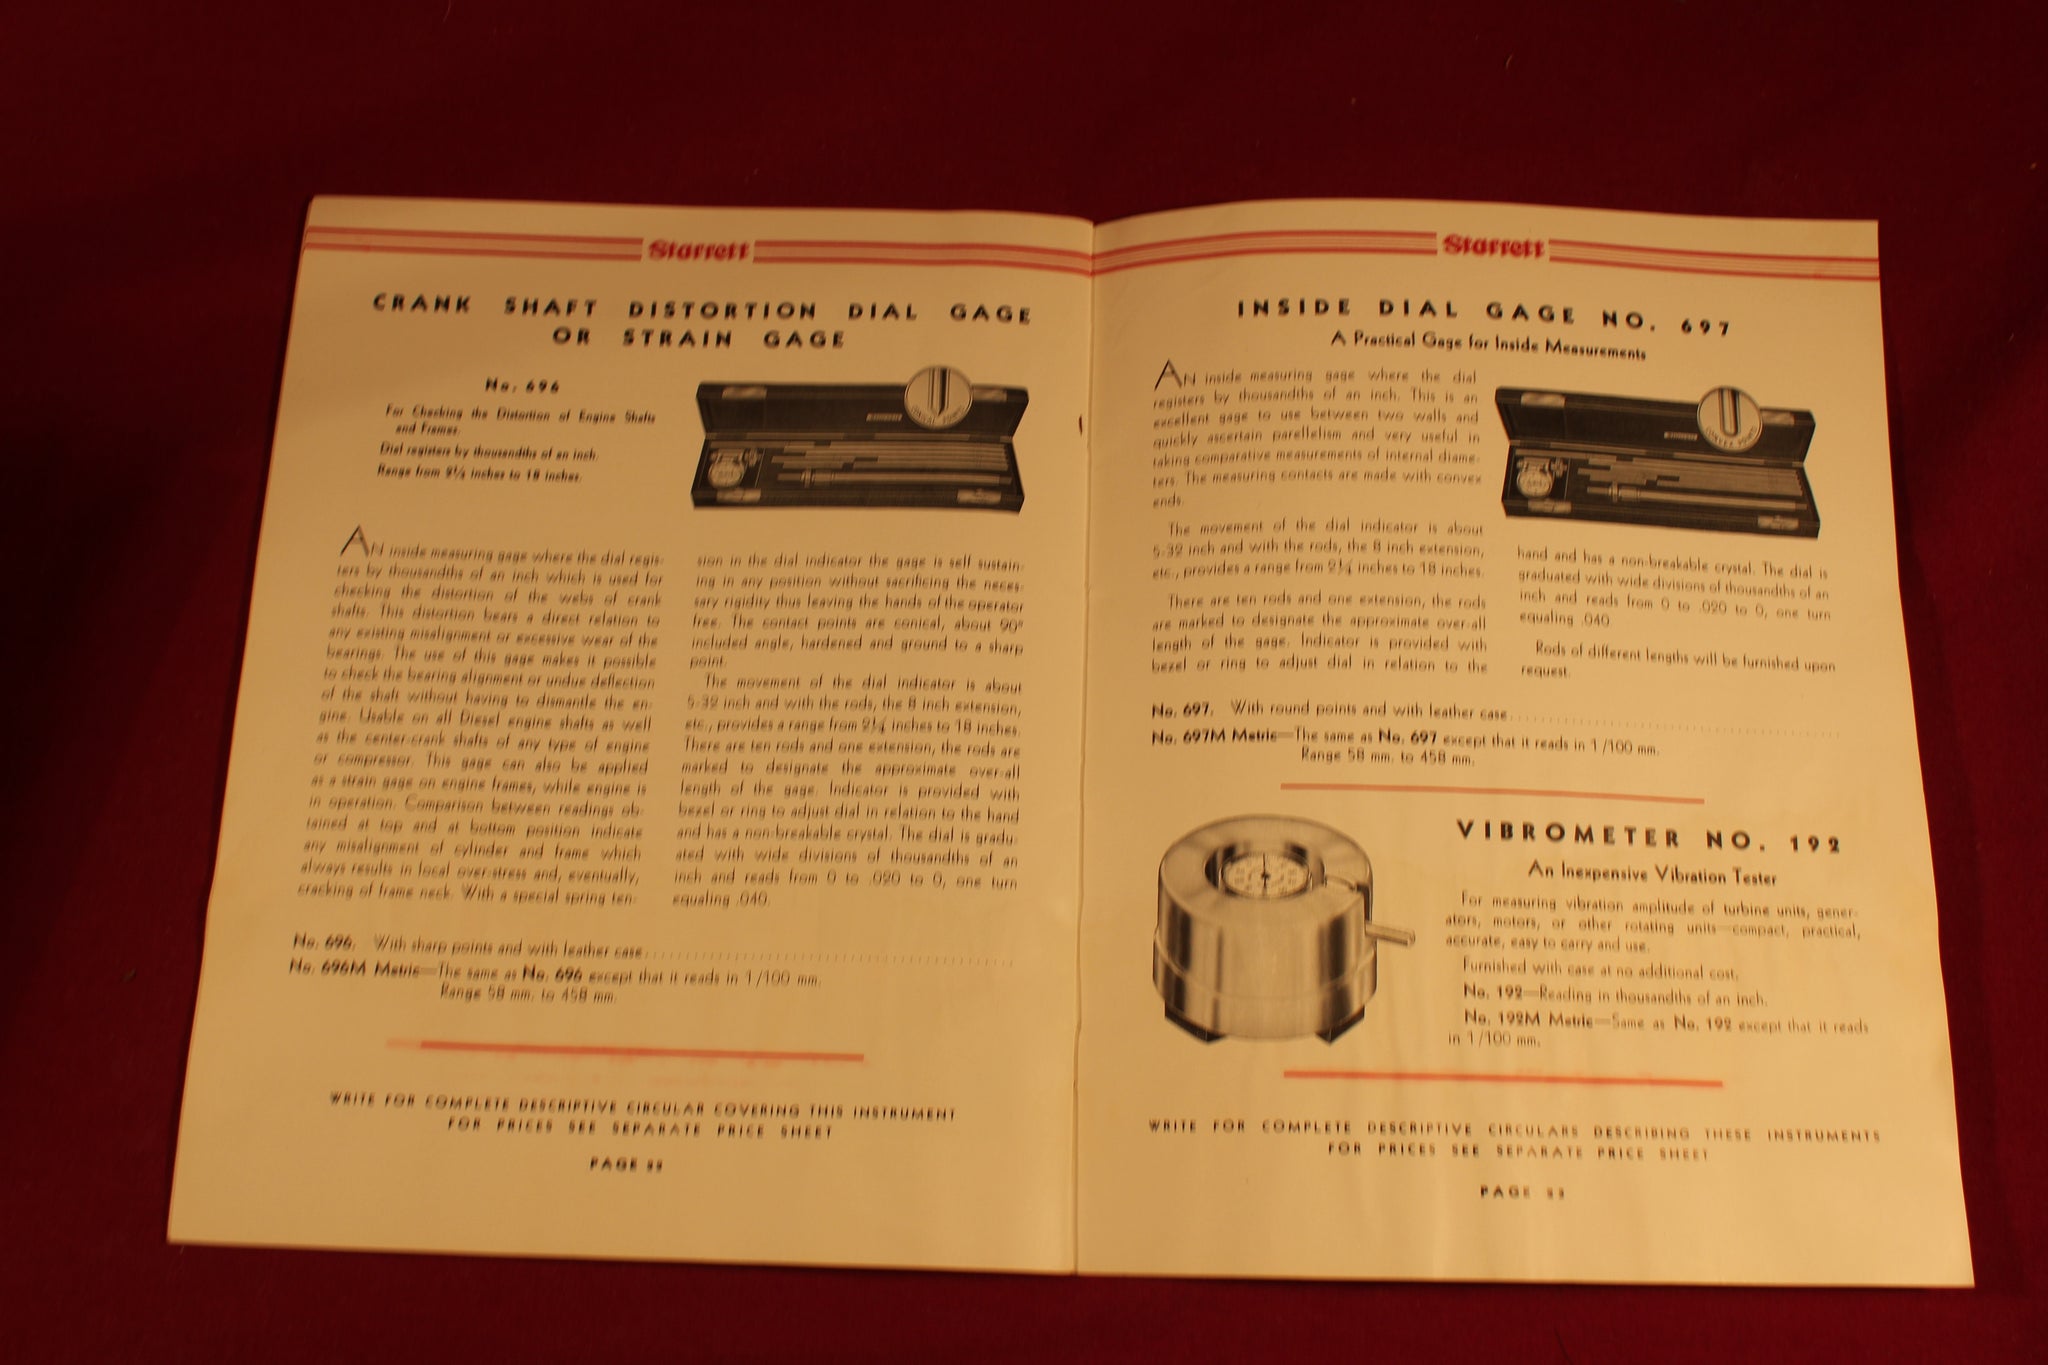 Starrett
CRANK SHAFT DISTORTION DIAL GAGE
OR STRAIN GAGE
No. 696
For Checking the Distortion of Engine Shafts
and Frames.
Dial registers by thousandths of an inch.
Range from 2¼ inches to 18 inches.
CONICAL POINTS
AN inside measuring gage where the dial regis-
ters by thousandths of an inch which is used for
checking the distortion of the webs of crank
shafts. This distortion bears a direct relation to
any existing misalignment or excessive wear of the
bearings. The use of this gage makes it possible
to check the bearing alignment or undue deflection
of the shaft without having to dismantle the en-
gine. Usable on all Diesel engine shafts as well
as the center-crank shafts of any type of engine
or compressor. This gage can also be applied
as a strain gage on engine frames, while engine is
in operation. Comparison between readings ob-
tained at top and at bottom position indicate
any misalignment of cylinder and frame which
always results in local over-stress and, eventually,
cracking of frame neck. With a special spring ten-
sion in the dial indicator the gage is self sustain-
ing in any position without sacrificing the neces-
sary rigidity thus leaving the hands of the operator
free. The contact points are conical, about 90°
included angle, hardened and ground to a sharp
point.
The movement of the dial indicator is about
5-32 inch and with the rods, the 8 inch extension,
etc., provides a range from 2¼ inches to 18 inches.
There are ten rods and one extension, the rods are
marked to designate the approximate over-all
length of the gage. Indicator is provided with
bezel or ring to adjust dial in relation to the hand
and has a non-breakable crystal. The dial is gradu-
ated with wide divisions of thousandths of an
inch and reads from 0 to .020 to 0, one turn
equaling .040.
No. 696. With sharp points and with leather case
No. 696M Metric—The same as No. 696 except that it reads in 1/100 mm.
Range 58 mm. to 458 mm.
WRITE FOR COMPLETE DESCRIPTIVE CIRCULAR COVERING THIS INSTRUMENT
FOR PRICES SEE SEPARATE PRICE SHEET
PAGE
Starrett
INSIDE DIAL GAGE NO. 697
A Practical Gage for Inside Measurements
AN inside measuring gage where the dial
registers by thousandths of an inch. This is an
excellent gage to use between two walls and
quickly ascertain parellelism and very useful in
taking comparative measurements of internal diame-
ters. The measuring contacts are made with convex
ends.
CONVEX POINTS
The movement of the dial indicator is about
5-32 inch and with the rods, the 8 inch extension,
etc., provides a range from 2¼ inches to 18 inches.
There are ten rods and one extension, the rods
are marked to designate the approximate over-all
length of the gage. Indicator is provided with
bezel or ring to adjust dial in relation to the
hand and has a non-breakable crystal. The dial is
graduated with wide divisions of thousandths of an
inch and reads from 0 to .020 to 0, one turn
equaling .040
Rods of different lengths will be furnished upon
request.
No. 697. With round points and with leather case
No. 697M Metric—The same as No. 697 except that it reads in 1/100 mm.
Range 58 mm. to 458 mm.
VIBROMETER NO. 192
An Inexpensive Vibration Tester
For measuring vibration amplitude of turbine units, gener-
ators, motors, or other rotating units—compact, practical,
accurate, easy to carry and use.
Furnished with case at no additional cost.
No. 192—Reading in thousandths of an inch.
No. 192M Metric—Same as No. 192 except that it reads
in 1/100 mm.
WRITE FOR COMPLETE DESCRIPTIVE CIRCULARS DESCRIBING THESE INSTRUMENTS
FOR PRICES SEE SEPARATE PRICE SHEET
PAGE